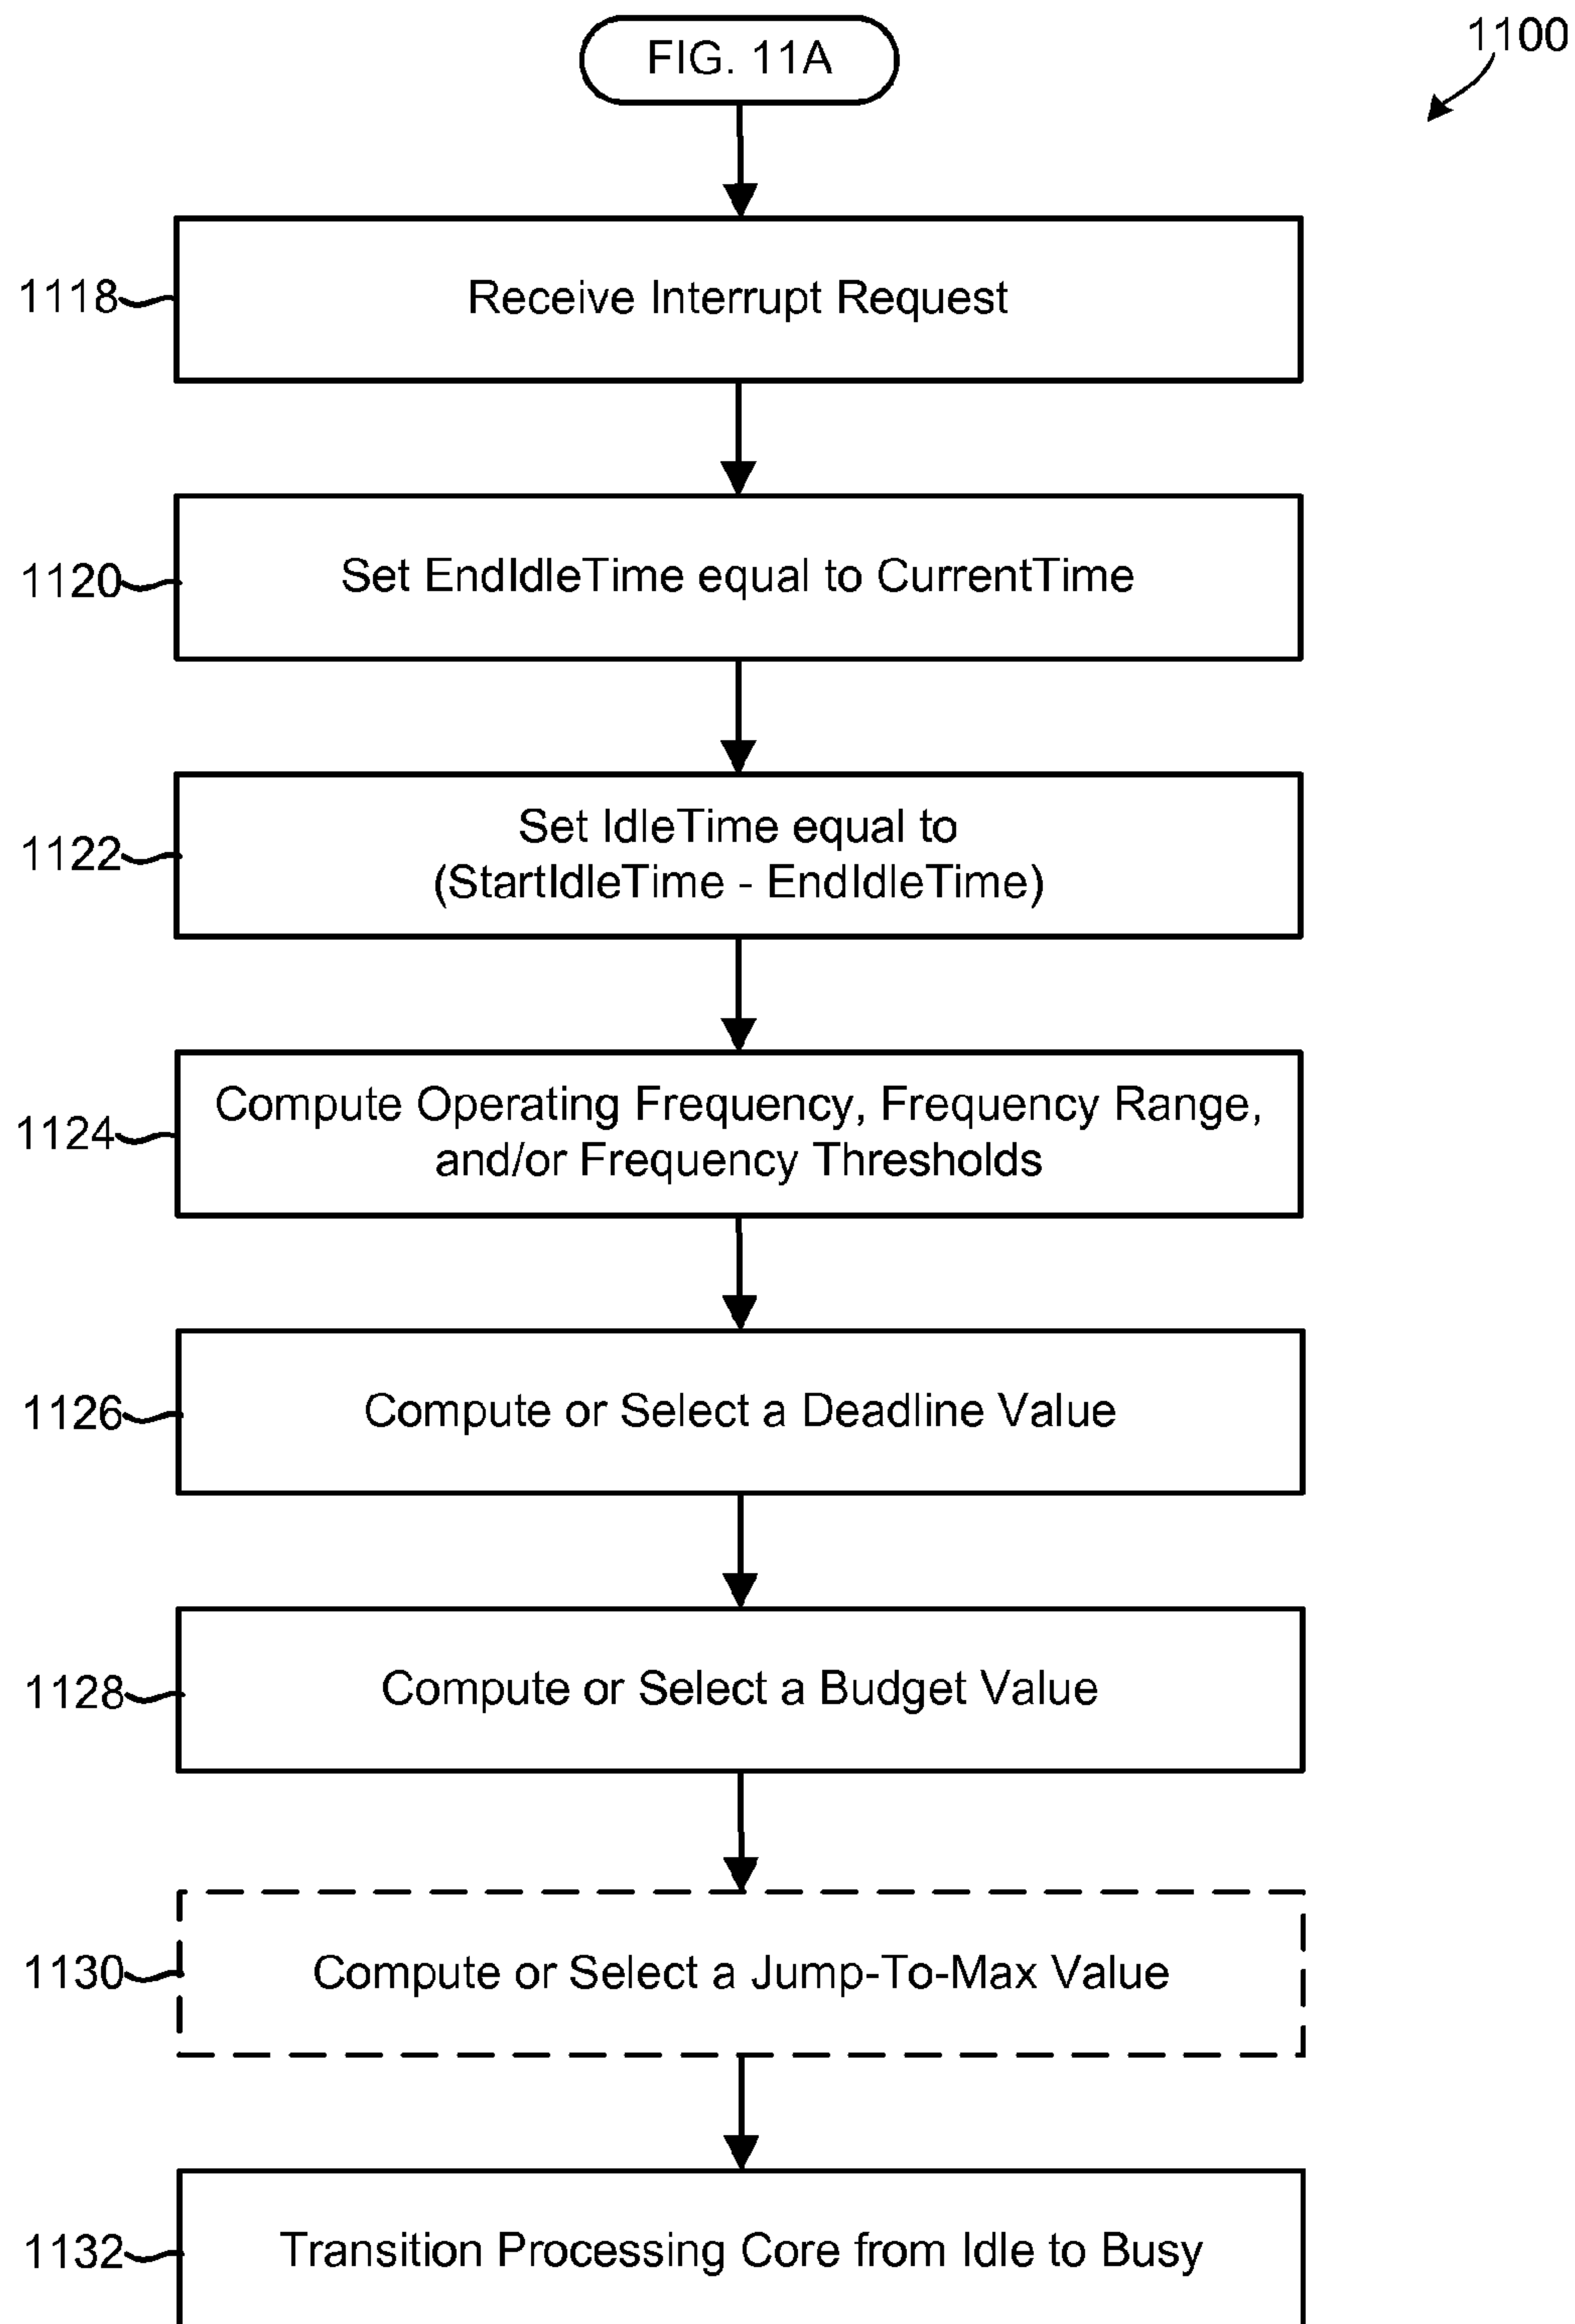 FIG. 11A
1100
1118
Receive Interrupt Request
1120
Set EndIdleTime equal to CurrentTime
1122
Set IdleTime equal to
(StartIdleTime - EndIdleTime)
1124
Compute Operating Frequency, Frequency Range,
and/or Frequency Thresholds
1126
Compute or Select a Deadline Value
1128
Compute or Select a Budget Value
1130
Compute or Select a Jump-To-Max Value
1132
Transition Processing Core from Idle to Busy